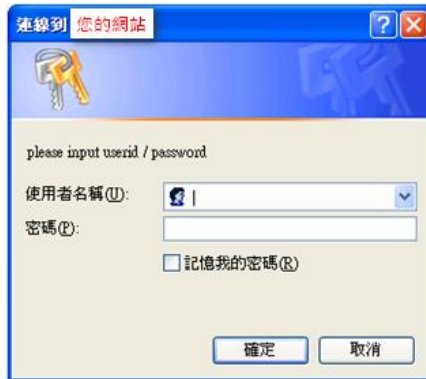 連線到 您的網站
please input userid / password
使用者名稱(U):
密碼(P):
記憶我的密碼(R)
確定 取消